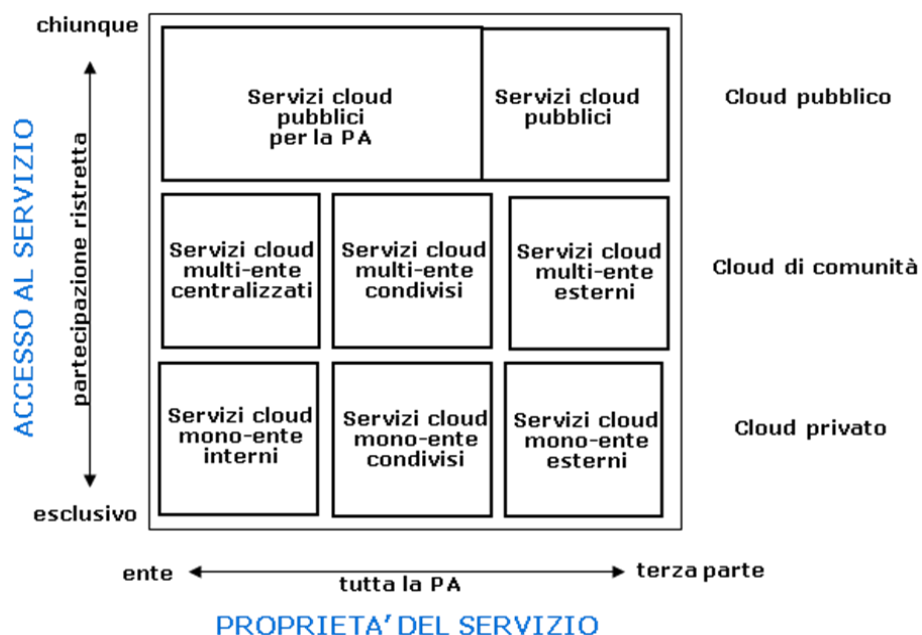 chiunque
Servizi cloud
pubblici
per la PA
Servizi cloud
pubblici
Cloud pubblico
ACCESSO AL SERVIZIO
partecipazione ristretta
Servizi cloud
multi-ente
centralizzati
Servizi cloud
multi-ente
condivisi
Servizi cloud
multi-ente
esterni
Cloud di comunità
Servizi cloud
mono-ente
interni
Servizi cloud
mono-ente
condivisi
Servizi cloud
mono-ente
esterni
Cloud privato
esclusivo
ente
tutta la PA
terza parte
PROPRIETA’ DEL SERVIZIO